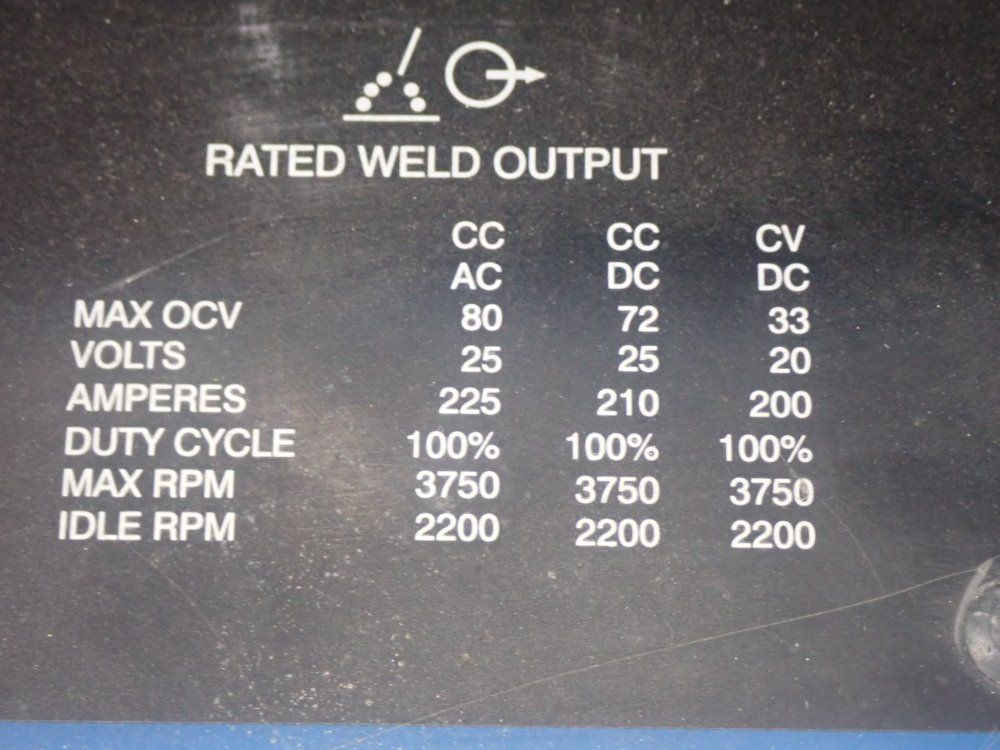 RATED WELD OUTPUT
CC CC CV
AC DC DC
MAX OCV 80 72 33
VOLTS 25 25 20
AMPERES 225 210 200
DUTY CYCLE 100% 100% 100%
MAX RPM 3750 3750 3750
IDLE RPM 2200 2200 2200